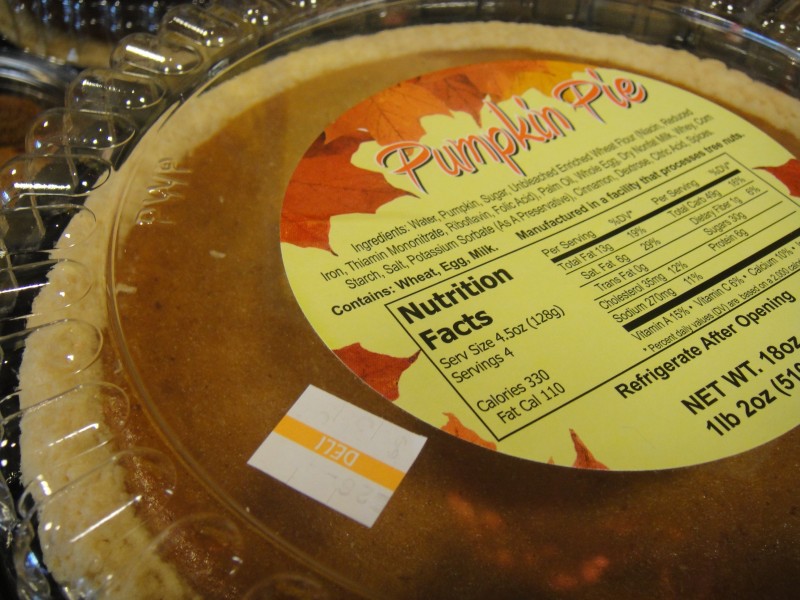 Pumpkin Pie
Ingredients: Water, Pumpkin, Sugar, Unbleached Enriched Wheat Flour (Niacin, Reduced
Iron, Thiamin Mononitrate, Riboflavin, Folic Acid), Palm Oil, Whole Egg, Dry Nonfat Milk, Whey, Corn
Starch, Salt, Potassium Sorbate (As A Preservative), Cinnamon, Dextrose, Citric Acid, Spices.
Contains: Wheat, Egg, Milk. Manufactured in a facility that processes tree nuts.
Nutrition
Facts
Serv Size 4.5oz (128g)
Servings 4
Calories 330
Fat Cal 110
Per Serving %DV* Per Serving %DV*
Total Fat 13g 19% Total Carb 49g 16%
Sat. Fat 6g 29% Dietary Fiber 1g 6%
Trans Fat 0g Sugars 30g
Cholesterol 35mg 12% Protein 6g
Sodium 270mg 11%
Vitamin A 15% • Vitamin C 6% • Calcium 10% •
*Percent daily values (DV) are based on a 2,000 calorie
Refrigerate After Opening
NET WT. 18oz
1lb 2oz (51
DELI